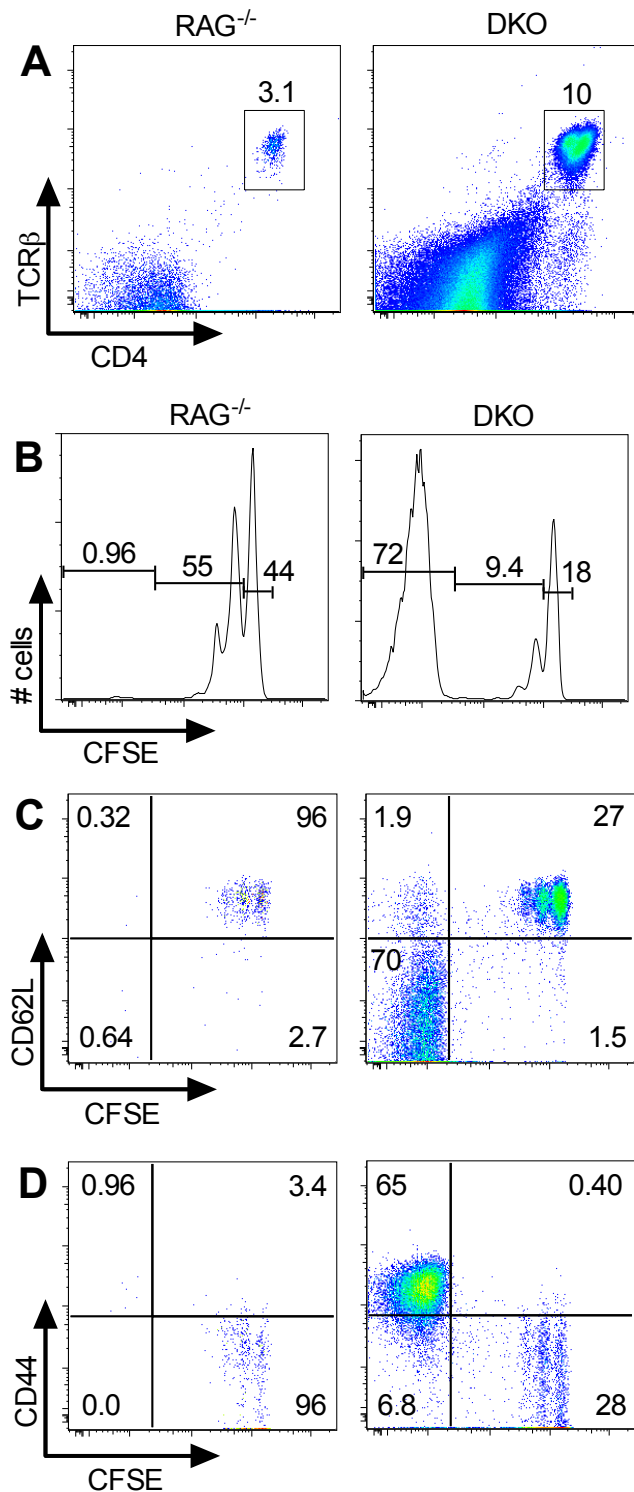 RAG-/- DKO
A
3.1 10
TCRβ
CD4
RAG-/- DKO
B
0.96 55 44 72 9.4 18
# cells
CFSE
C
0.32 96 1.9 27
70
0.64 2.7 1.5
CD62L
CFSE
D
0.96 3.4 65 0.40
0.0 96 6.8 28
CD44
CFSE